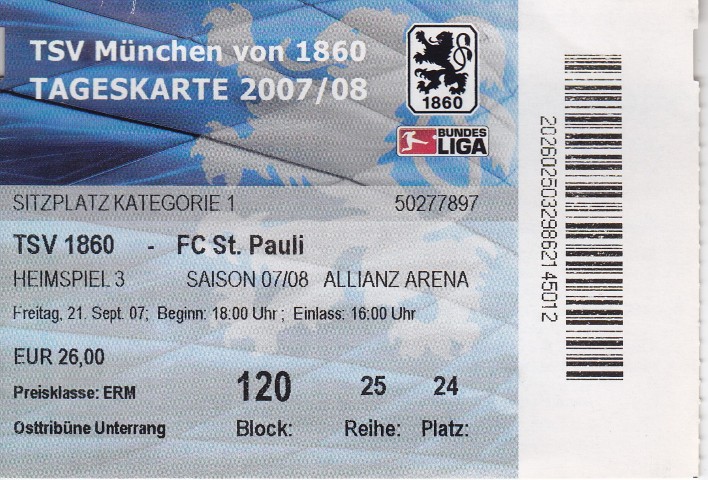 TSV München von 1860
TAGESKARTE 2007/08
1860
BUNDES
LIGA
SITZPLATZ KATEGORIE 1 50277897
TSV 1860 - FC St. Pauli
HEIMSPIEL 3 SAISON 07/08 ALLIANZ ARENA
Freitag, 21. Sept. 07; Beginn: 18:00 Uhr ; Einlass: 16:00 Uhr
EUR 26,00
Preisklasse: ERM
120 25 24
Osttribüne Unterrang Block: Reihe: Platz:
20260250329862145012